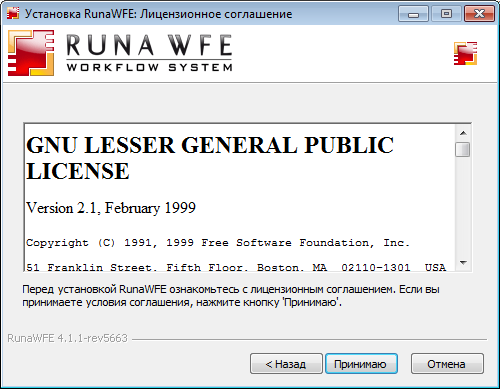 Установка RunaWFE: Лицензионное соглашение
RUNA WFE
WORKFLOW SYSTEM
GNU LESSER GENERAL PUBLIC
LICENSE
Version 2.1, February 1999
Copyright (C) 1991, 1999 Free Software Foundation, Inc.
51 Franklin Street, Fifth Floor, Boston, MA  02110-1301  USA
Перед установкой RunaWFE ознакомьтесь с лицензионным соглашением. Если вы
принимаете условия соглашения, нажмите кнопку 'Принимаю'.
RunaWFE 4.1.1-rev5663
< Назад
Принимаю
Отмена